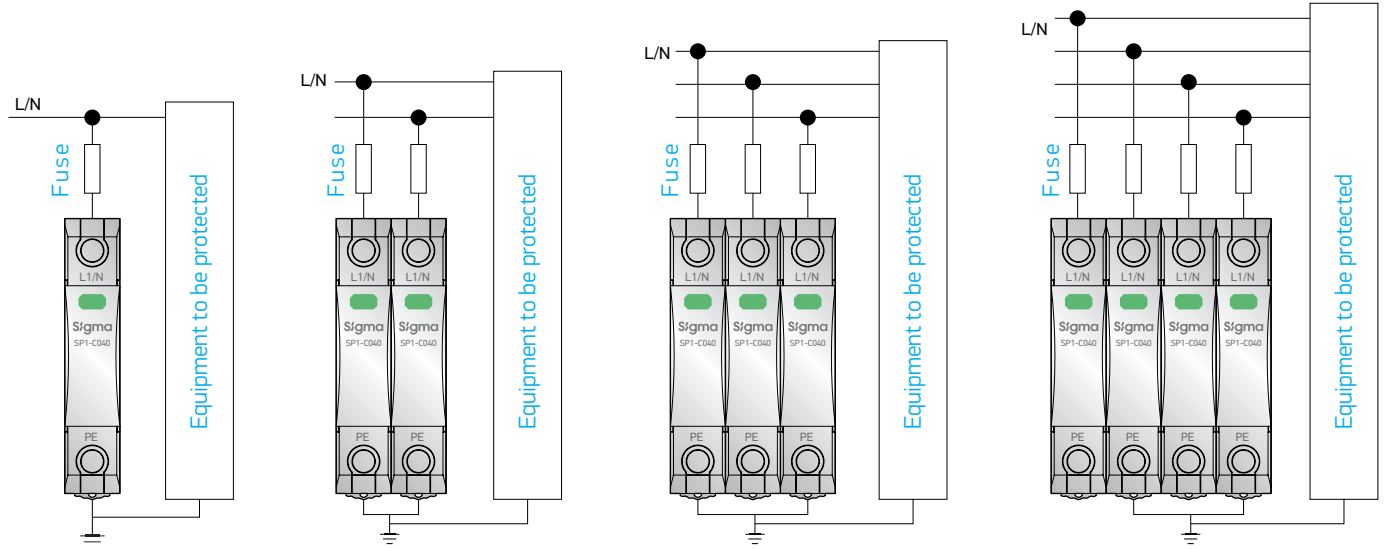 L/N
Fuse
L1/N
Sigma
SP1-C040
PE
Equipment to be protected
L/N
Fuse
L1/N L1/N
Sigma Sigma
SP1-C040 SP1-C040
PE PE
Equipment to be protected
L/N
Fuse
L1/N L1/N L1/N
Sigma Sigma Sigma
SP1-C040 SP1-C040 SP1-C040
PE PE PE
Equipment to be protected
L/N
Fuse
L1/N L1/N L1/N L1/N
Sigma Sigma Sigma Sigma
SP1-C040 SP1-C040 SP1-C040 SP1-C040
PE PE PE PE
Equipment to be protected